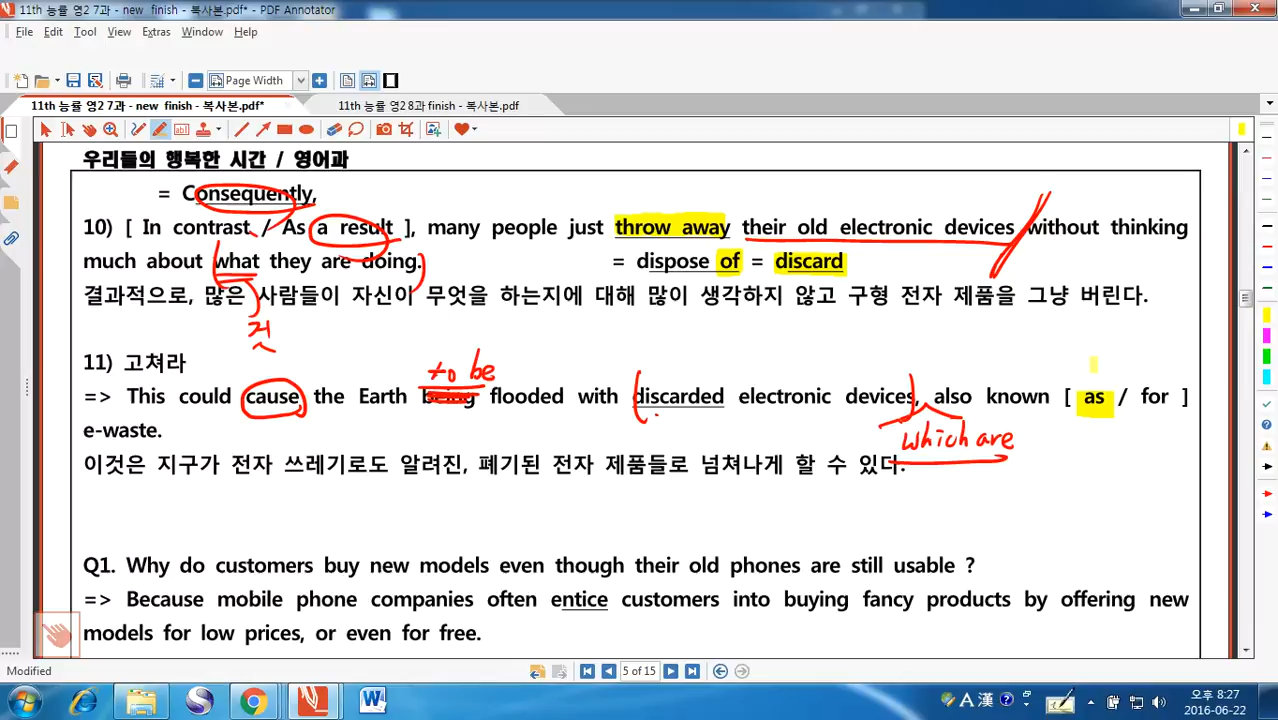 11th 능률 영2 7과 - new finish - 복사본.pdf* - PDF Annotator
File Edit Tool View Extras Window Help
Page Width
11th 능률 영2 7과 - new finish - 복사본.pdf* 11th 능률 영2 8과 finish - 복사본.pdf
우리들의 행복한 시간 / 영어과
= Consequently,
10) [ In contrast / As a result ], many people just throw away their old electronic devices without thinking
much about what they are doing. = dispose of = discard
결과적으로, 많은 사람들이 자신이 무엇을 하는지에 대해 많이 생각하지 않고 구형 전자 제품을 그냥 버린다.
11) 고쳐라
to be
=> This could cause the Earth being flooded with discarded electronic devices, also known [ as / for ]
which are
e-waste.
이것은 지구가 전자 쓰레기로도 알려진, 폐기된 전자 제품들로 넘쳐나게 할 수 있다.
Q1. Why do customers buy new models even though their old phones are still usable ?
=> Because mobile phone companies often entice customers into buying fancy products by offering new
models for low prices, or even for free.
5 of 15
Modified
A 漢
오후 8:27
2016-06-22